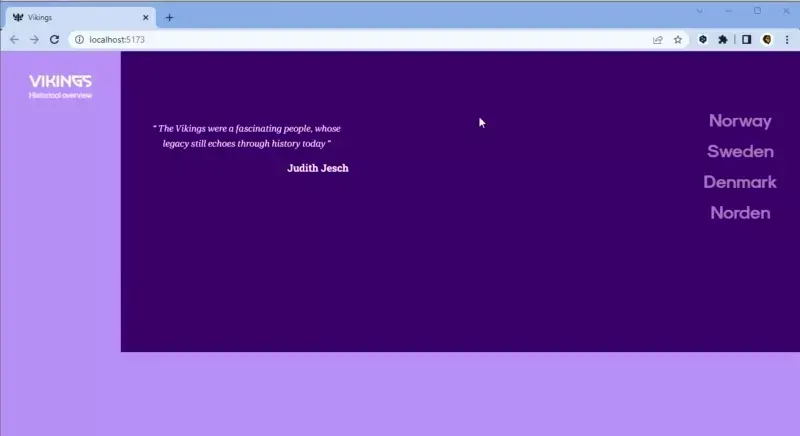 Vikings
localhost:5173
VIKINGS
Historical overview
“ The Vikings were a fascinating people, whose
legacy still echoes through history today ”
Judith Jesch
Norway
Sweden
Denmark
Norden